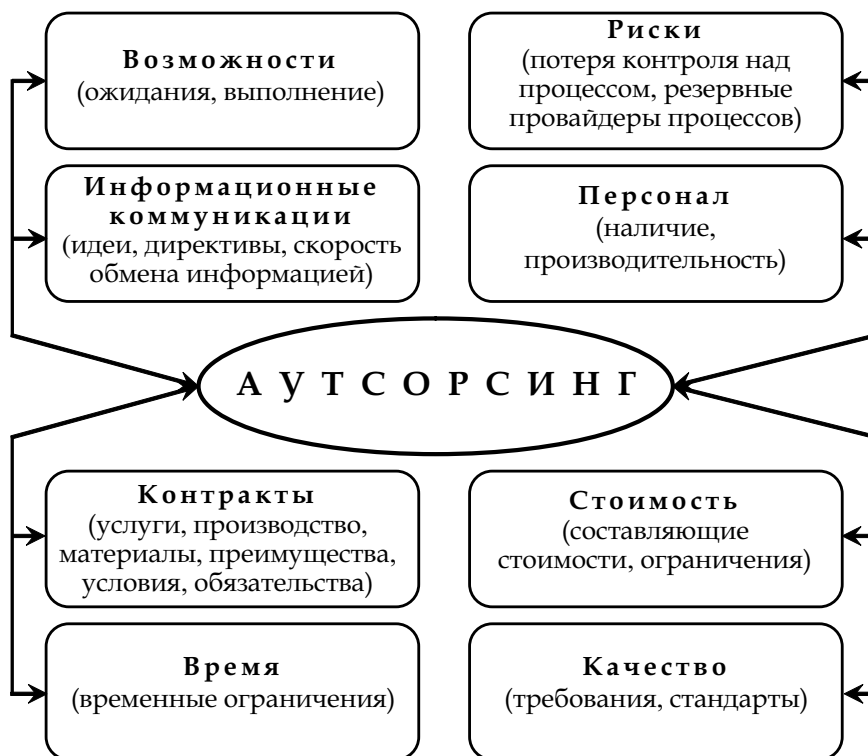 Возможности
(ожидания, выполнение)
Риски
(потеря контроля над
процессом, резервные
провайдеры процессов)
Информационные
коммуникации
(идеи, директивы, скорость
обмена информацией)
Персонал
(наличие,
производительность)
АУТСОРСИНГ
Контракты
(услуги, производство,
материалы, преимущества,
условия, обязательства)
Стоимость
(составляющие
стоимости, ограничения)
Время
(временные ограничения)
Качество
(требования, стандарты)